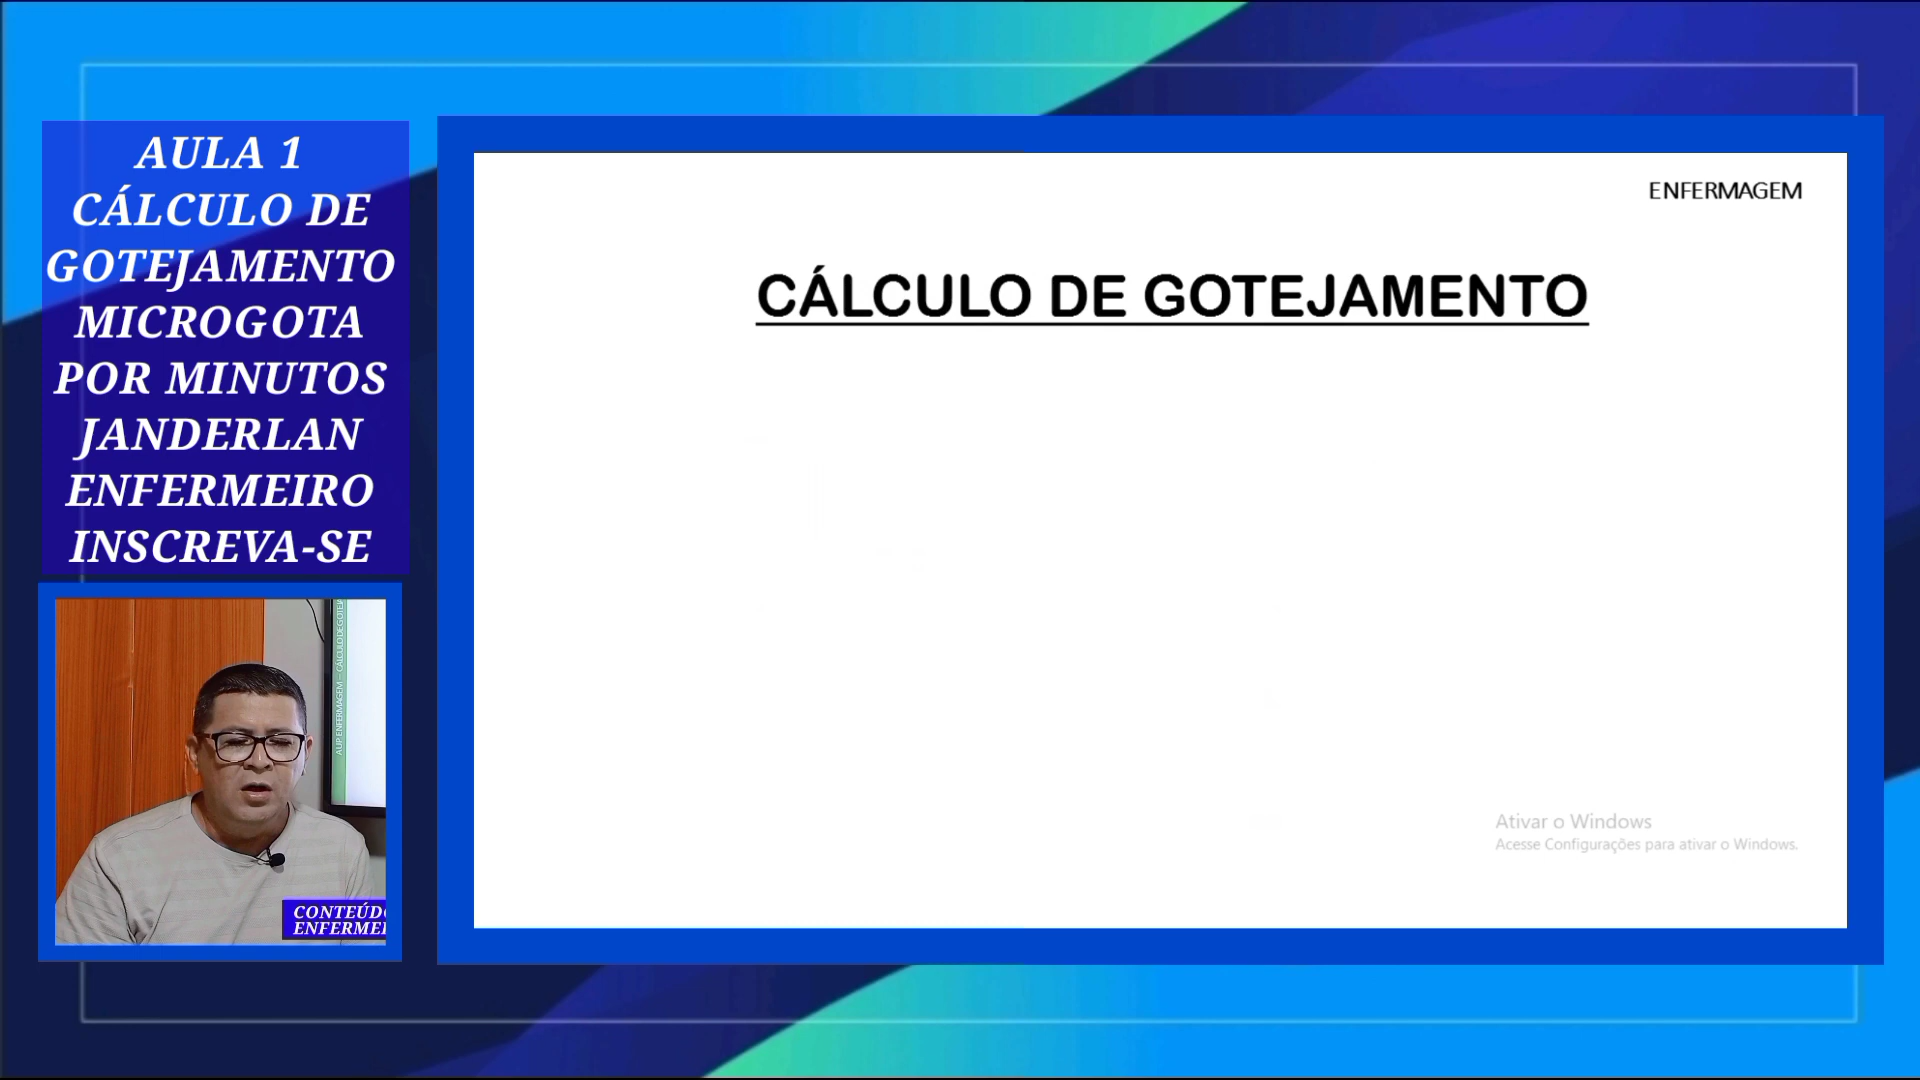 AULA 1
CÁLCULO DE
GOTEJAMENTO
MICROGOTA
POR MINUTOS
JANDERLAN
ENFERMEIRO
INSCREVA-SE
ENFERMAGEM
CÁLCULO DE GOTEJAMENTO
Ativar o Windows
Acesse Configurações para ativar o Windows.
CONTEÚDO